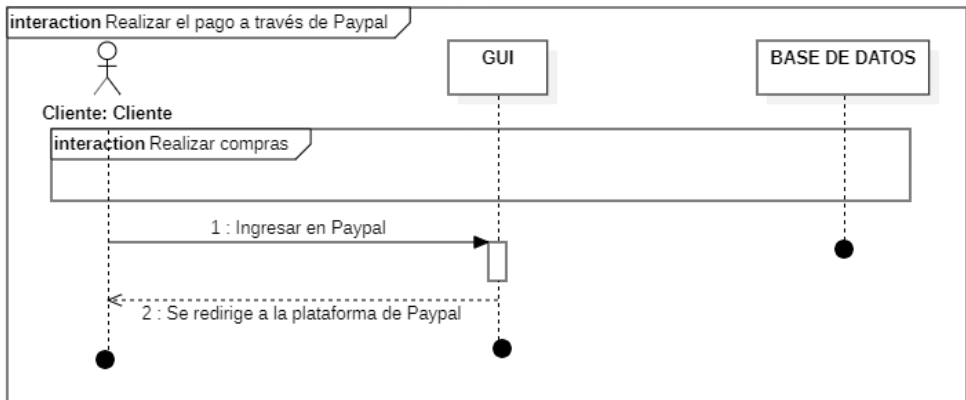 interaction Realizar el pago a través de Paypal
GUI
BASE DE DATOS
Cliente: Cliente
interaction Realizar compras
1 : Ingresar en Paypal
2 : Se redirige a la plataforma de Paypal